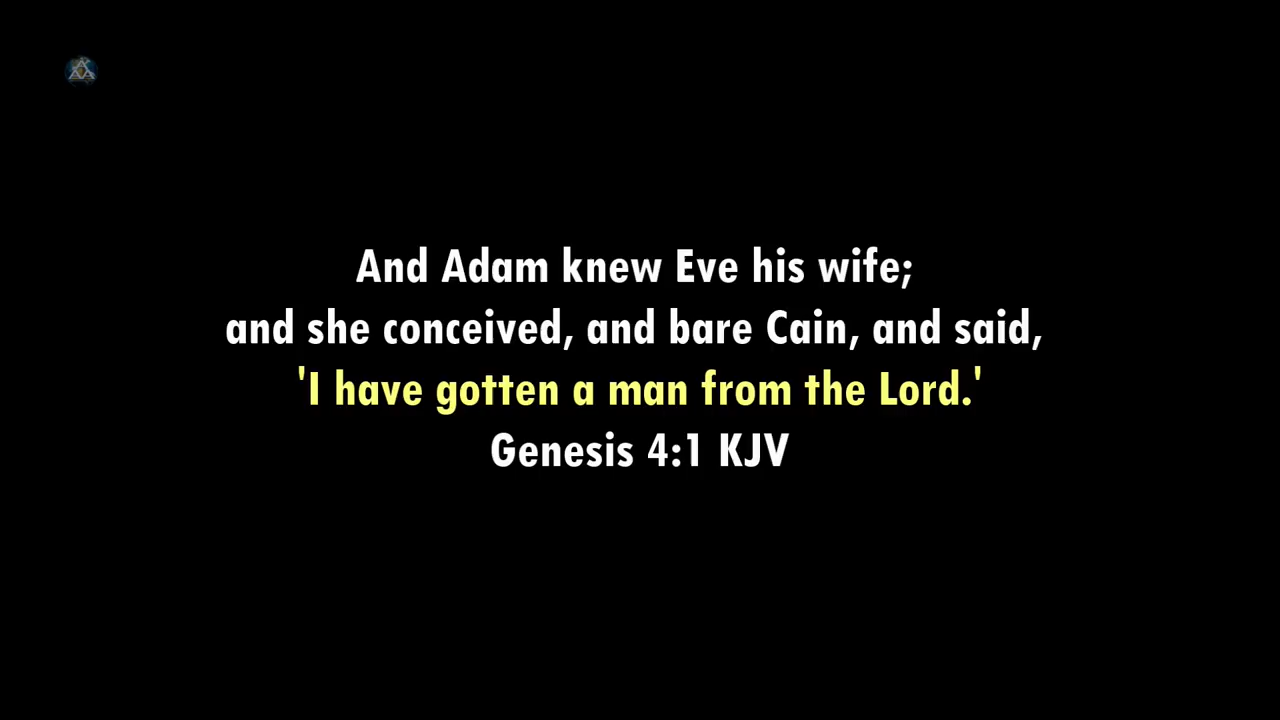 And Adam knew Eve his wife;
and she conceived, and bare Cain, and said,
'I have gotten a man from the Lord.'
Genesis 4:1 KJV